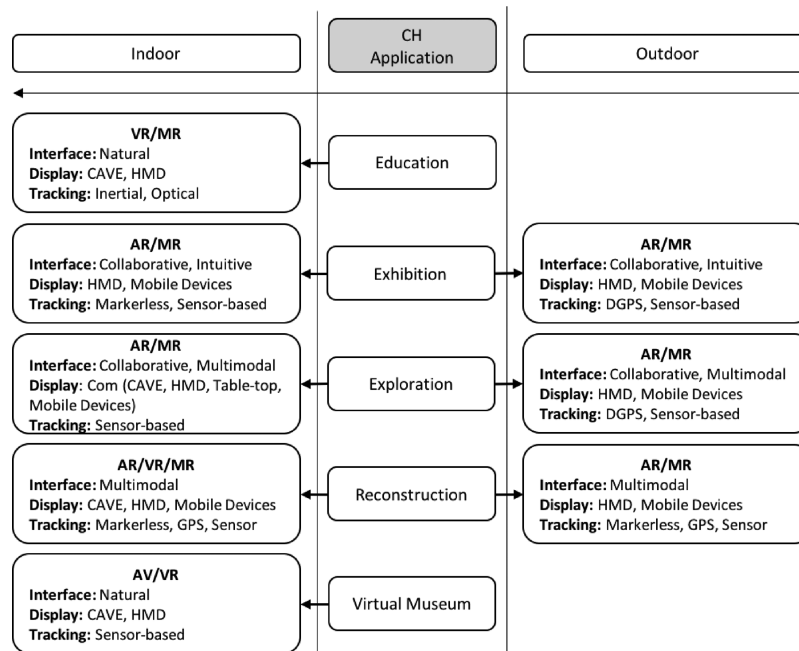 Indoor
CH
Application
Outdoor
VR/MR
Interface: Natural
Display: CAVE, HMD
Tracking: Inertial, Optical
Education
AR/MR
Interface: Collaborative, Intuitive
Display: HMD, Mobile Devices
Tracking: Markerless, Sensor-based
Exhibition
AR/MR
Interface: Collaborative, Intuitive
Display: HMD, Mobile Devices
Tracking: DGPS, Sensor-based
AR/MR
Interface: Collaborative, Multimodal
Display: Com (CAVE, HMD, Table-top,
Mobile Devices)
Tracking: Sensor-based
Exploration
AR/MR
Interface: Collaborative, Multimodal
Display: HMD, Mobile Devices
Tracking: DGPS, Sensor-based
AR/VR/MR
Interface: Multimodal
Display: CAVE, HMD, Mobile Devices
Tracking: Markerless, GPS, Sensor
Reconstruction
AR/MR
Interface: Multimodal
Display: HMD, Mobile Devices
Tracking: Markerless, GPS, Sensor
AV/VR
Interface: Natural
Display: CAVE, HMD
Tracking: Sensor-based
Virtual Museum